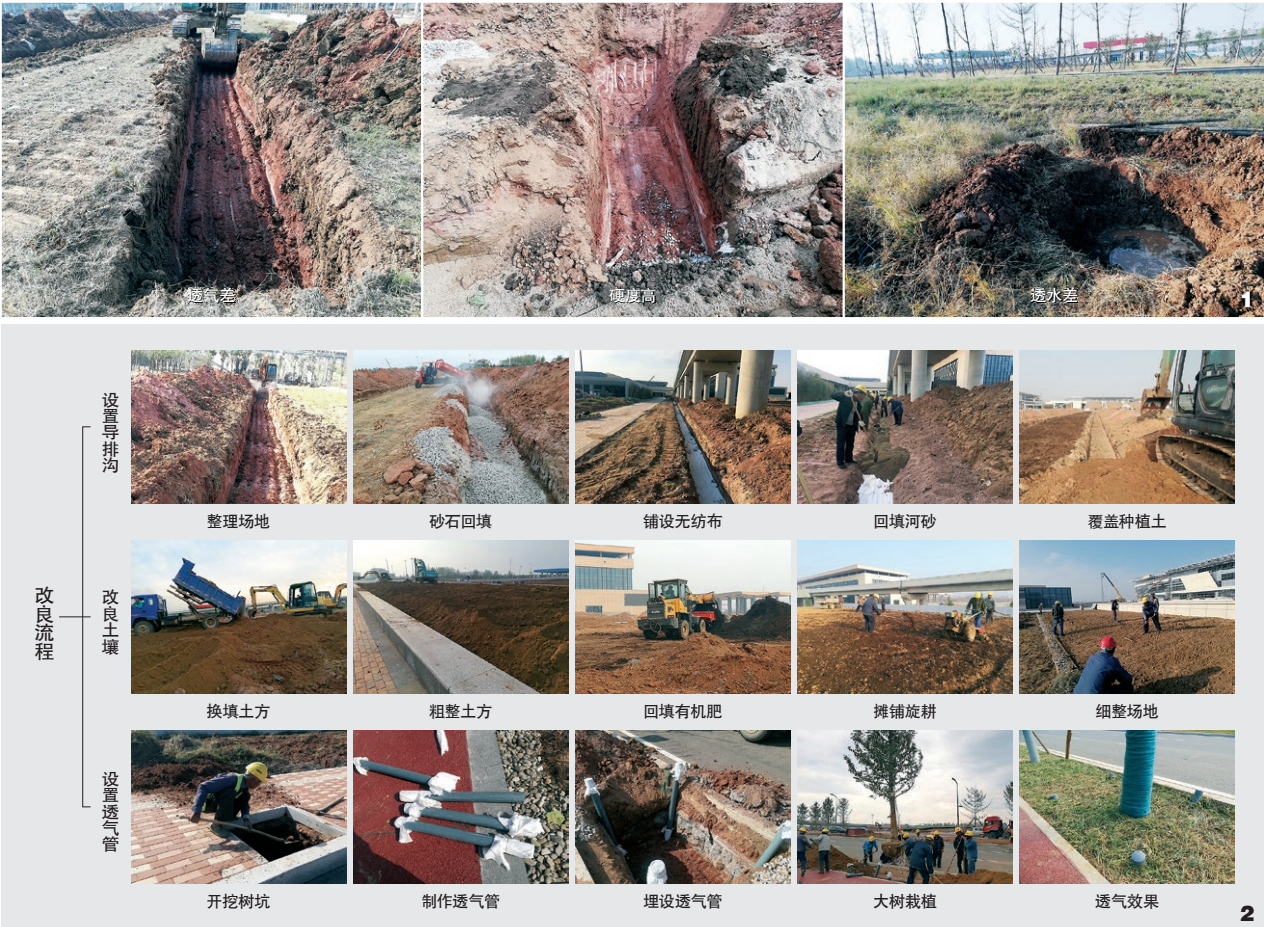 透气差
硬度高
透水差
1
改良流程
设置导排沟
整理场地
砂石回填
铺设无纺布
回填河砂
覆盖种植土
改良土壤
换填土方
粗整土方
回填有机肥
摊铺旋耕
细整场地
设置透气管
开挖树坑
制作透气管
埋设透气管
大树栽植
透气效果
2